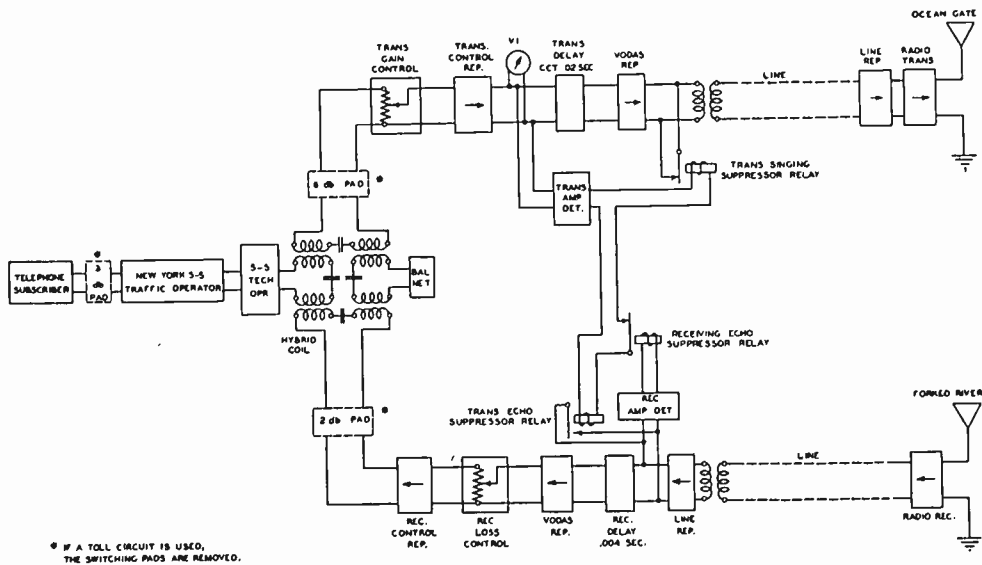 OCEAN GATE
TRANS
GAIN
CONTROL
TRANS.
CONTROL
REP.
VI
TRANS
DELAY
CCT 02 SEC
VODAS
REP
LINE
REP
RADIO
TRANS
LINE
6 db PAD *
TRANS
AMP
DET.
TRANS SINGING
SUPPRESSOR RELAY
TELEPHONE
SUBSCRIBER
*
3
db
PAD
NEW YORK S-S
TRAFFIC OPERATOR
S-S
TECH
OPR
BAL
NET
HYBRID
COIL
RECEIVING ECHO
SUPPRESSOR RELAY
REC
AMP DET
TRANS ECHO
SUPPRESSOR RELAY
FORKED RIVER
2 db PAD *
LINE
REC.
CONTROL
REP.
REC
LOSS
CONTROL
VODAS
REP.
REC.
DELAY
.004 SEC.
LINE
REP.
RADIO REC.
* IF A TOLL CIRCUIT IS USED,
THE SWITCHING PADS ARE REMOVED.